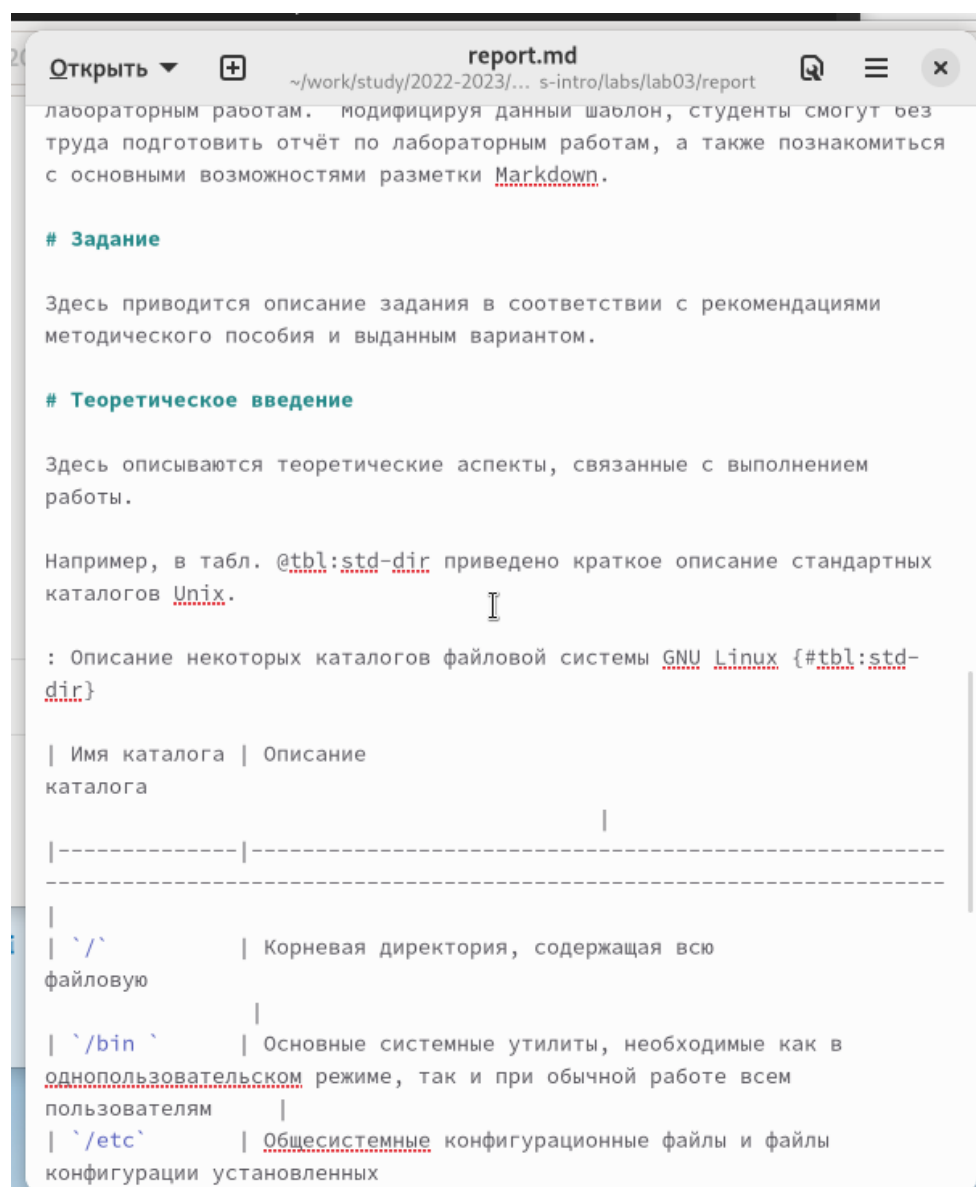 Открыть
report.md
~/work/study/2022-2023/... s-intro/labs/lab03/report
лабораторным работам.  Модифицируя данный шаблон, студенты смогут без
труда подготовить отчёт по лабораторным работам, а также познакомиться
с основными возможностями разметки Markdown.
# Задание
Здесь приводится описание задания в соответствии с рекомендациями
методического пособия и выданным вариантом.
# Теоретическое введение
Здесь описываются теоретические аспекты, связанные с выполнением
работы.
Например, в табл. @tbl:std-dir приведено краткое описание стандартных
каталогов Unix.
: Описание некоторых каталогов файловой системы GNU Linux {#tbl:std-
dir}
| Имя каталога | Описание
каталога
|
|--------------|------------------------------------------------------
----------------------------------------------------------------------
|
| `/`          | Корневая директория, содержащая всю
файловую
|
| `/bin `      | Основные системные утилиты, необходимые как в
однопользовательском режиме, так и при обычной работе всем
пользователям     |
| `/etc`       | Общесистемные конфигурационные файлы и файлы
конфигурации установленных